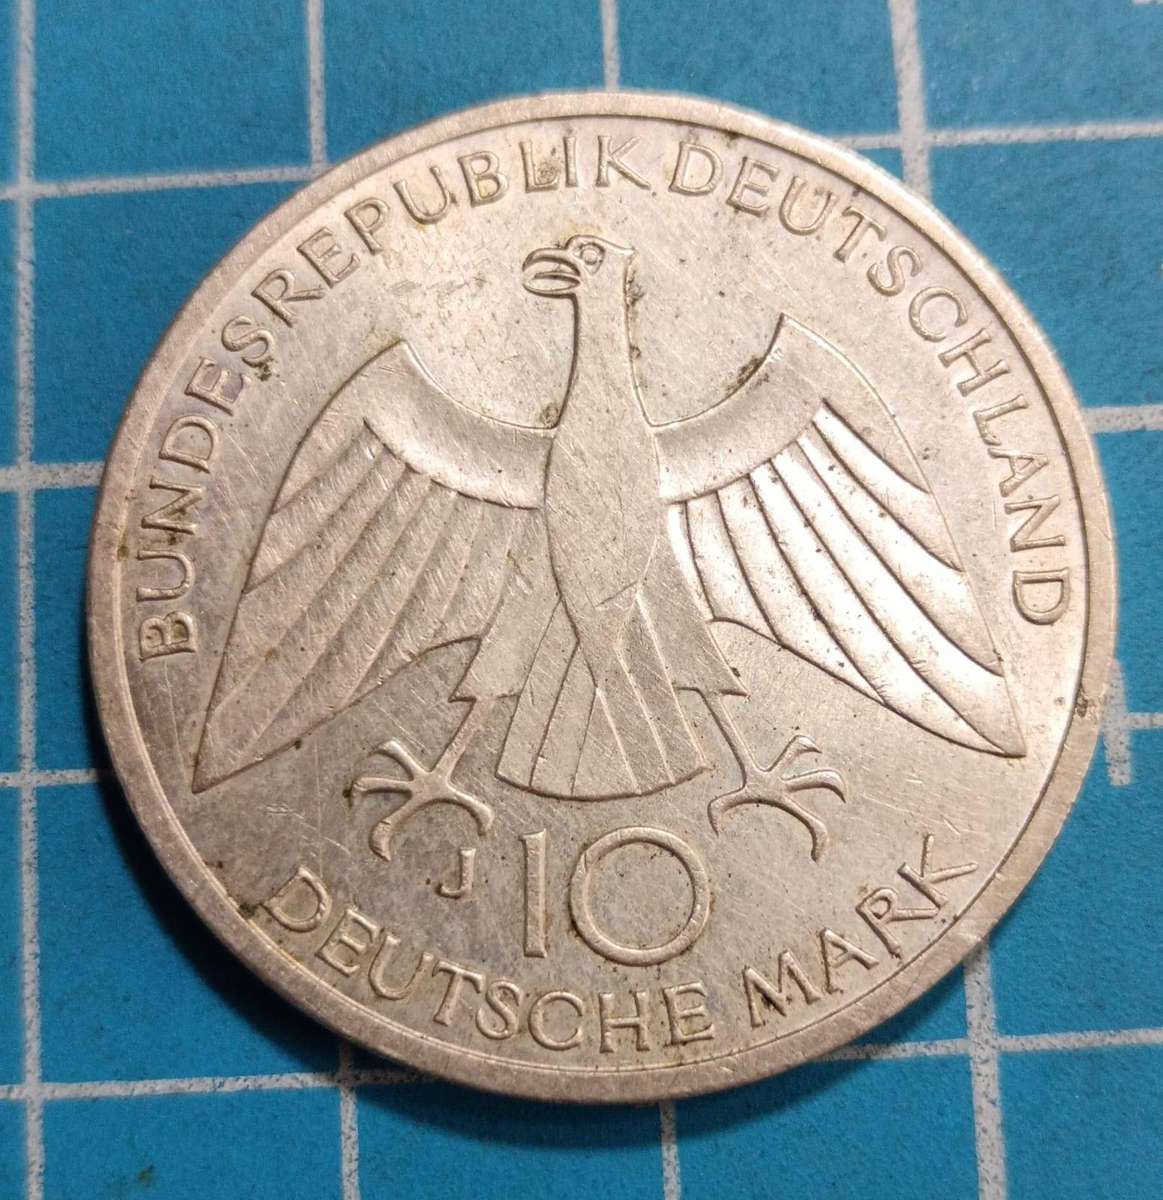 BUNDESREPUBLIK DEUTSCHLAND
J 10
DEUTSCHE MARK